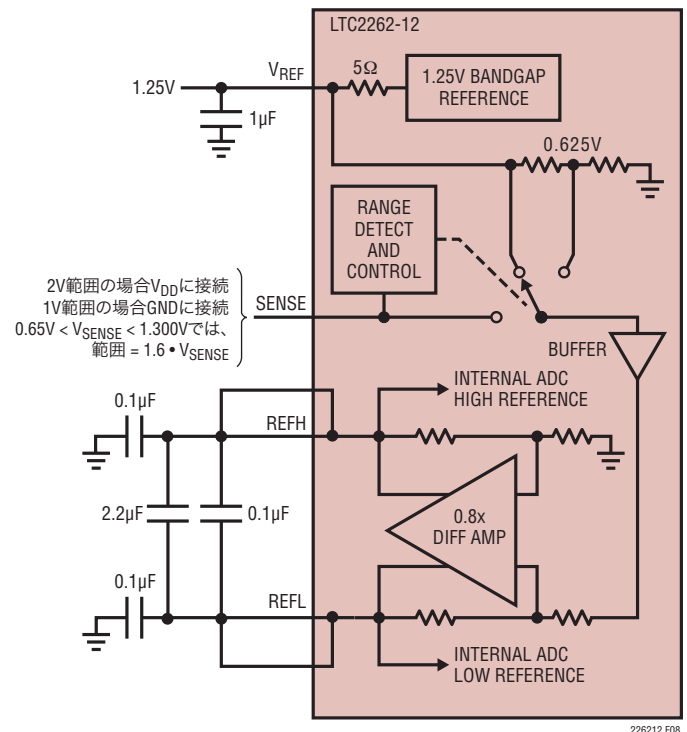 LTC2262-12
1.25V
VREF
5Ω
1.25V BANDGAP
REFERENCE
1µF
0.625V
RANGE
DETECT
AND
CONTROL
2V範囲の場合VDDに接続
1V範囲の場合GNDに接続
0.65V < VSENSE < 1.300Vでは、
範囲 = 1.6 • VSENSE
SENSE
BUFFER
INTERNAL ADC
HIGH REFERENCE
0.1µF
REFH
2.2µF
0.1µF
0.8x
DIFF AMP
0.1µF
REFL
INTERNAL ADC
LOW REFERENCE
226212 F08